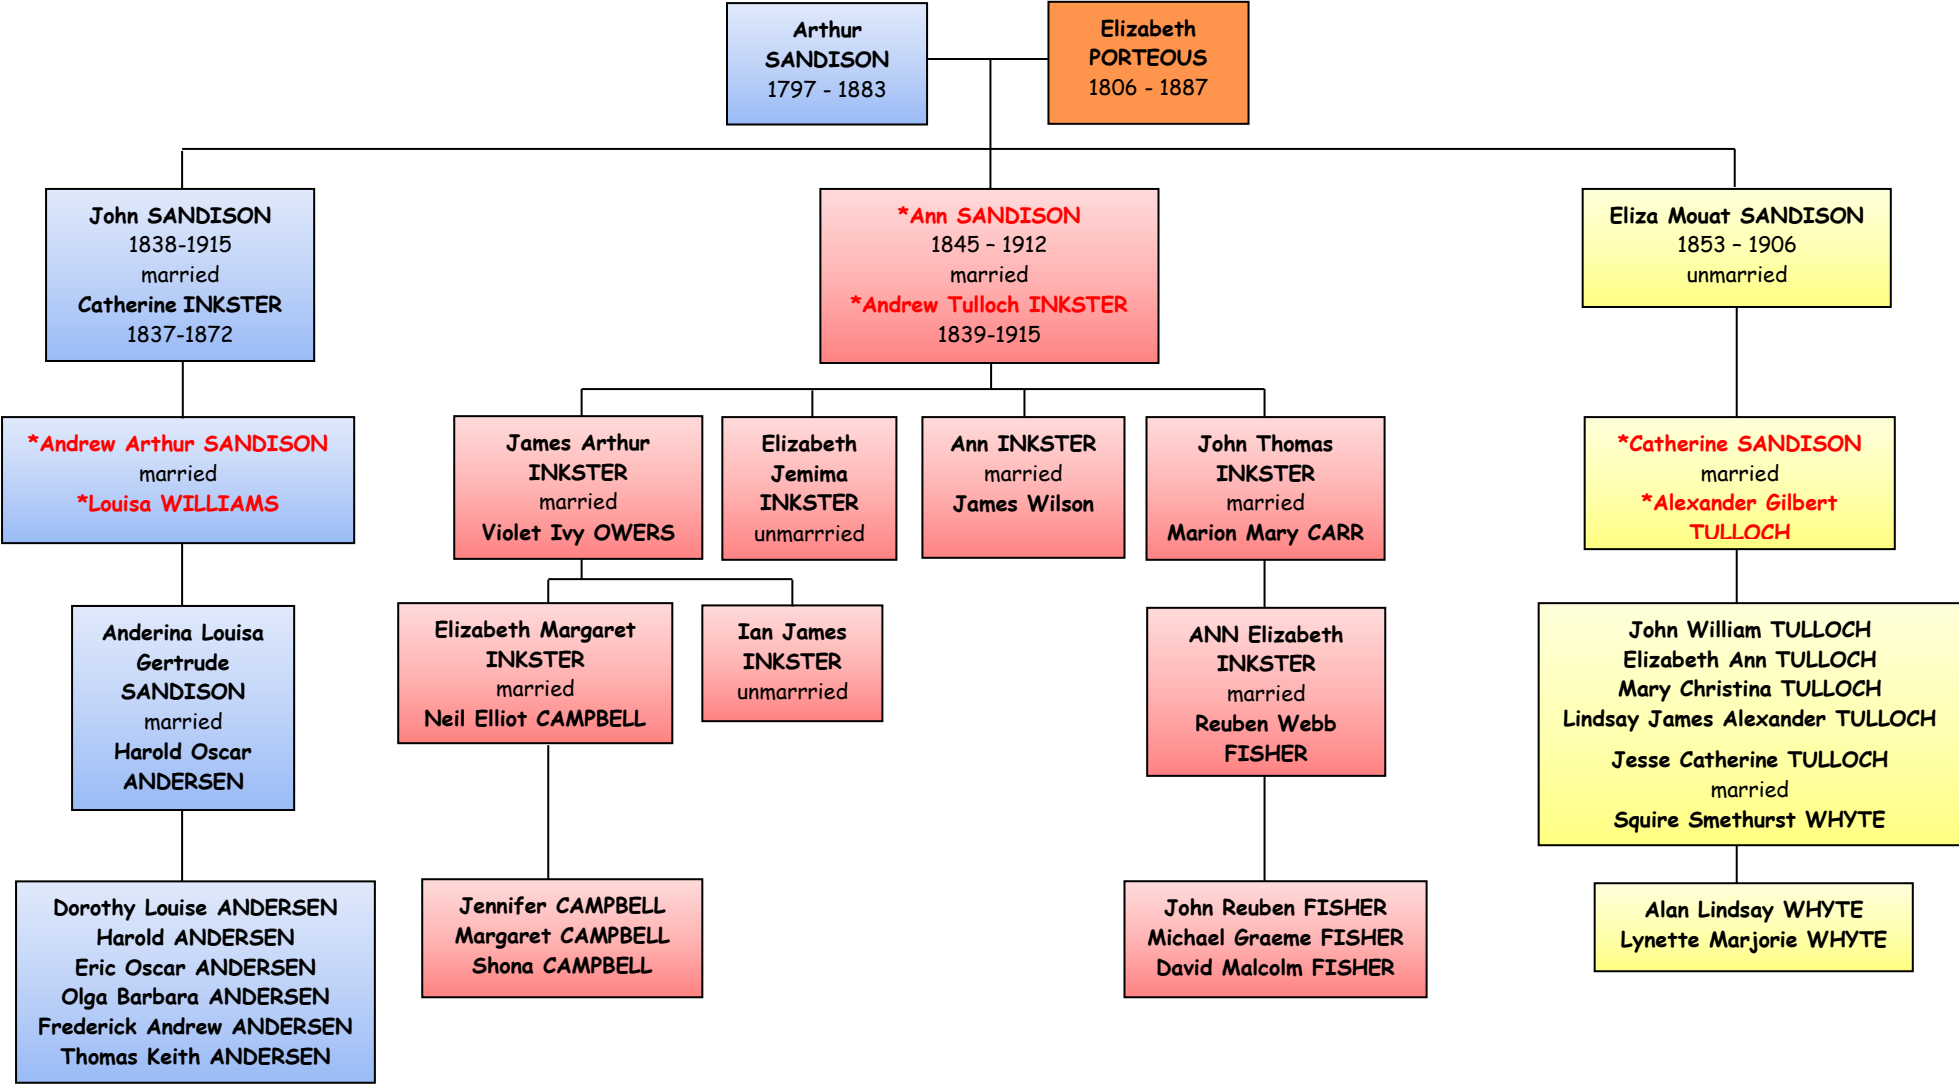 Arthur
SANDISON
1797 - 1883
Elizabeth
PORTEOUS
1806 - 1887
John SANDISON
1838-1915
married
Catherine INKSTER
1837-1872
*Ann SANDISON
1845 – 1912
married
*Andrew Tulloch INKSTER
1839-1915
Eliza Mouat SANDISON
1853 – 1906
unmarried
*Andrew Arthur SANDISON
married
*Louisa WILLIAMS
James Arthur
INKSTER
married
Violet Ivy OWERS
Elizabeth
Jemima
INKSTER
unmarrried
Ann INKSTER
married
James Wilson
John Thomas
INKSTER
married
Marion Mary CARR
*Catherine SANDISON
married
*Alexander Gilbert
TULLOCH
Anderina Louisa
Gertrude
SANDISON
married
Harold Oscar
ANDERSEN
Elizabeth Margaret
INKSTER
married
Neil Elliot CAMPBELL
Ian James
INKSTER
unmarrried
ANN Elizabeth
INKSTER
married
Reuben Webb
FISHER
John William TULLOCH
Elizabeth Ann TULLOCH
Mary Christina TULLOCH
Lindsay James Alexander TULLOCH
Jesse Catherine TULLOCH
married
Squire Smethurst WHYTE
Dorothy Louise ANDERSEN
Harold ANDERSEN
Eric Oscar ANDERSEN
Olga Barbara ANDERSEN
Frederick Andrew ANDERSEN
Thomas Keith ANDERSEN
Jennifer CAMPBELL
Margaret CAMPBELL
Shona CAMPBELL
John Reuben FISHER
Michael Graeme FISHER
David Malcolm FISHER
Alan Lindsay WHYTE
Lynette Marjorie WHYTE